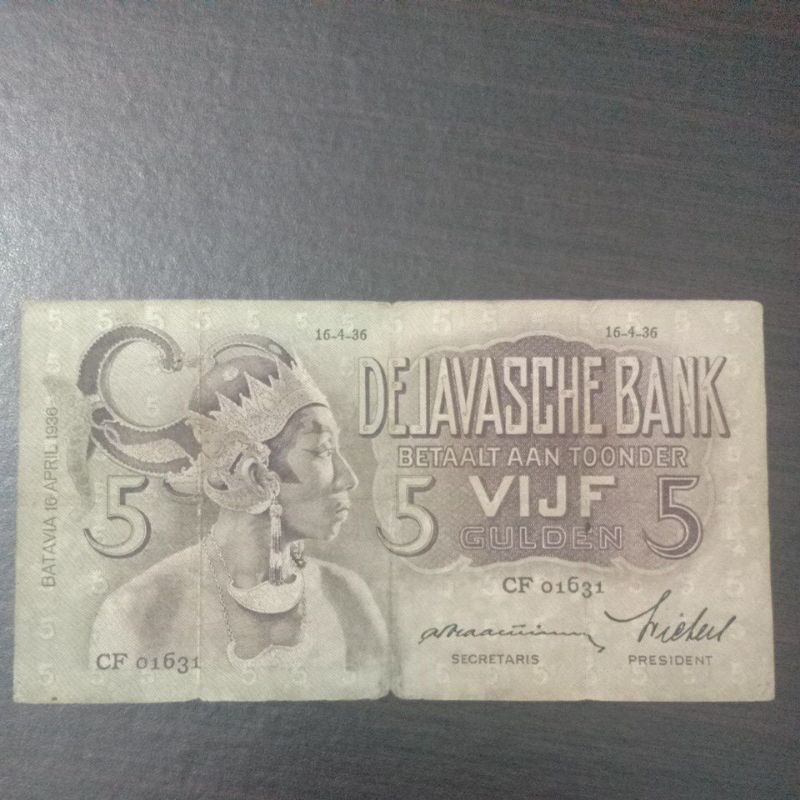 16-4-36
16-4-36
DE JAVASCHE BANK
BETAALT AAN TOONDER
5 5 VIJF 5
GULDEN
BATAVIA 16 APRIL 1936
CF 01631
CF 01631
SECRETARIS
PRESIDENT